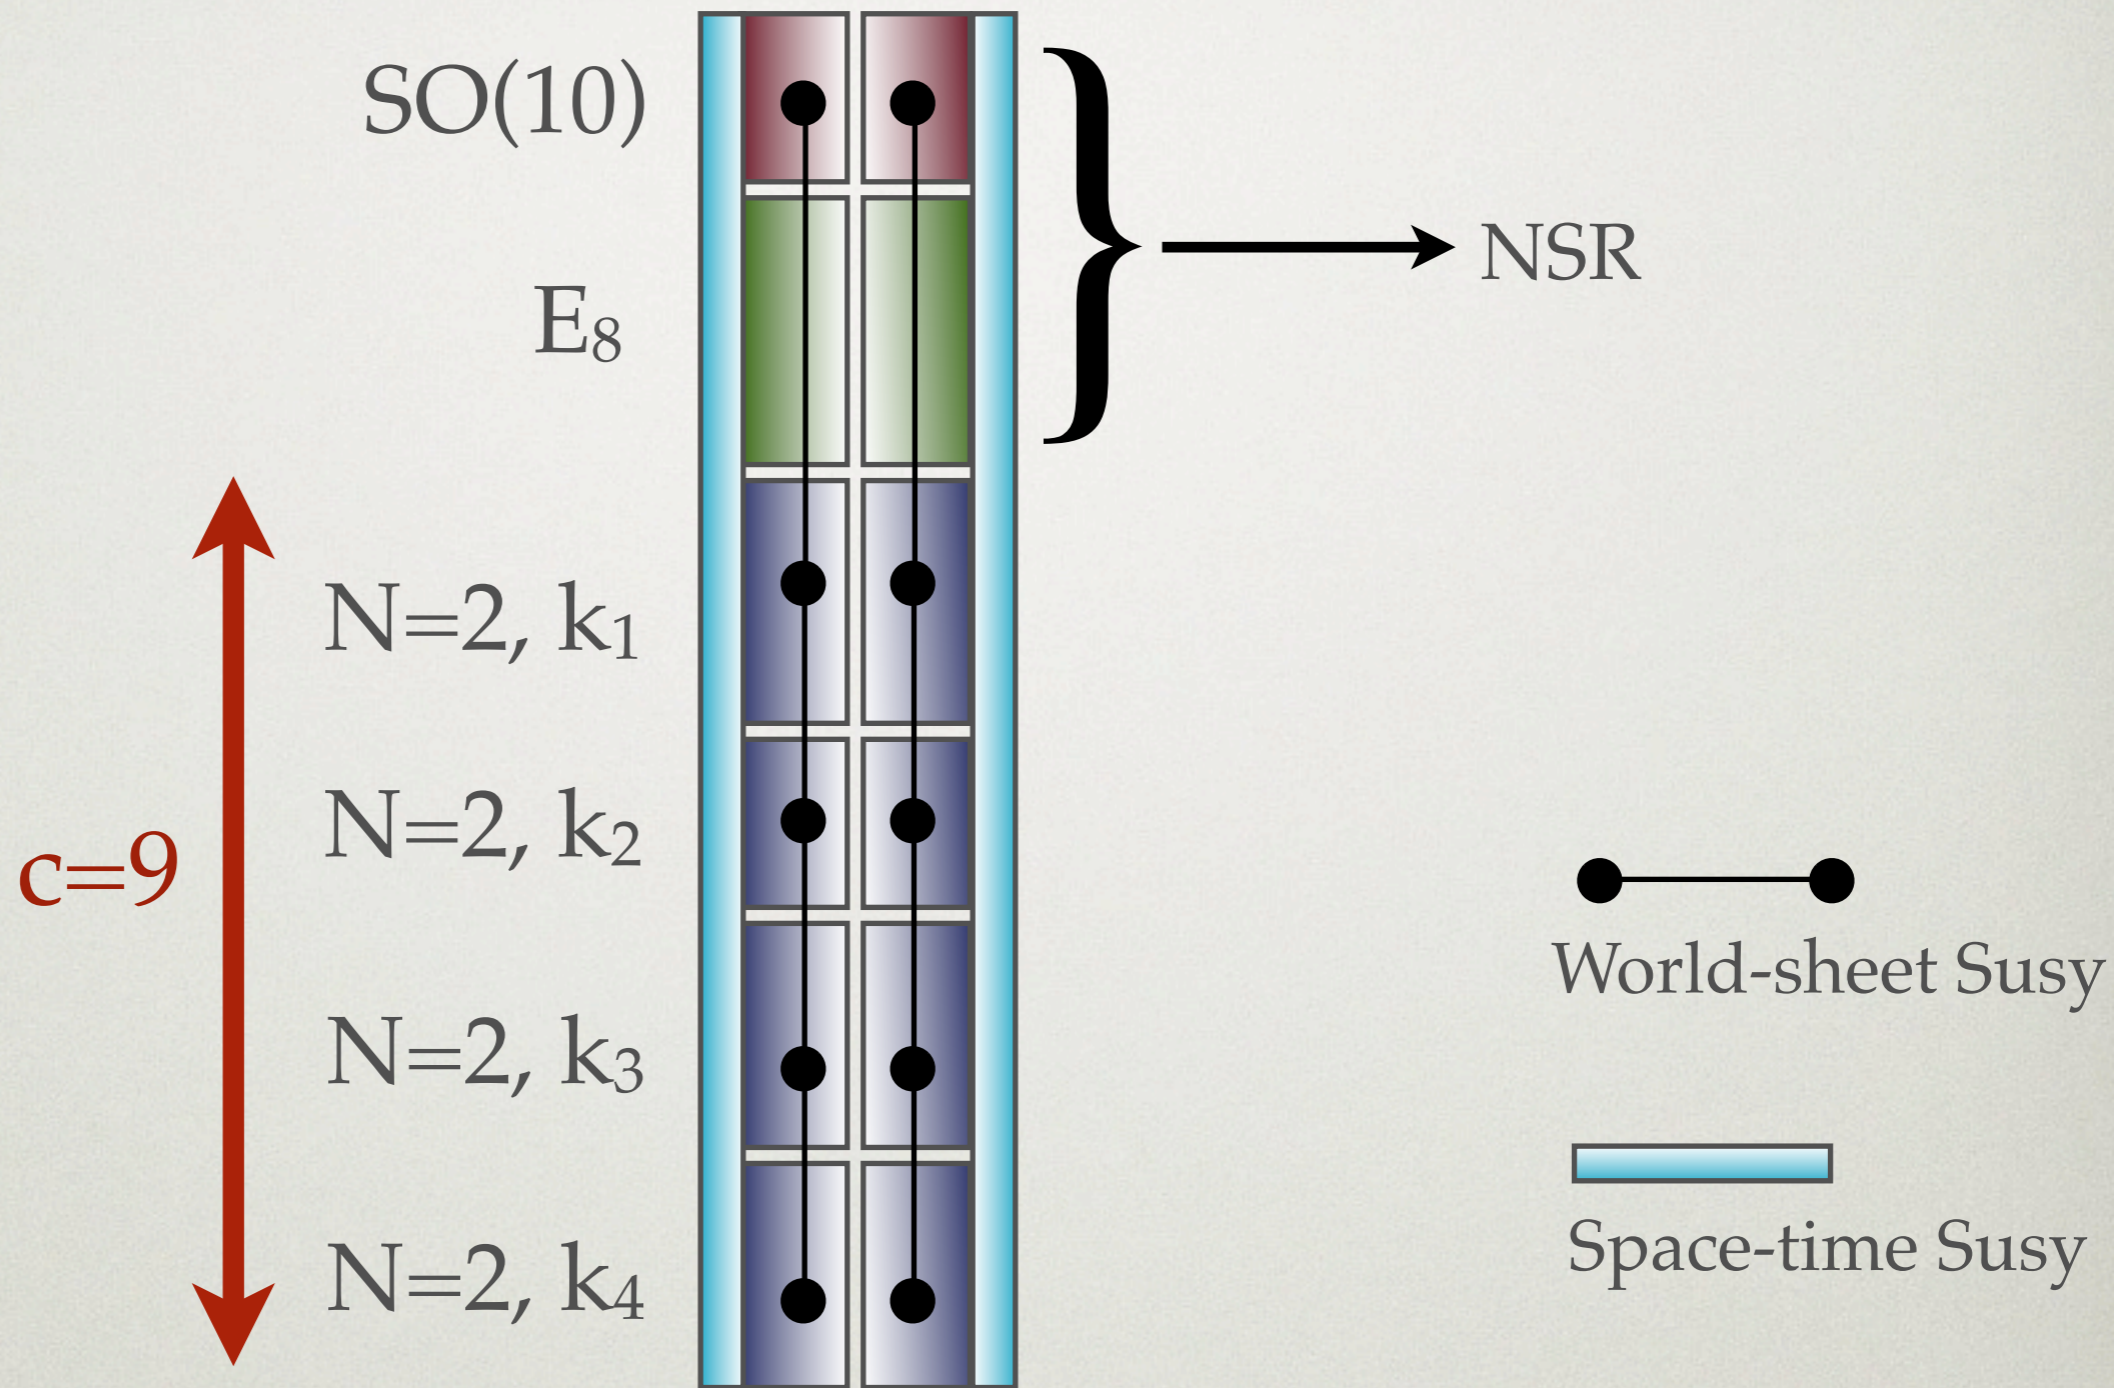 SO(10)
NSR
E₈
N=2, k₁
N=2, k₂
c=9
World-sheet Susy
N=2, k₃
Space-time Susy
N=2, k₄